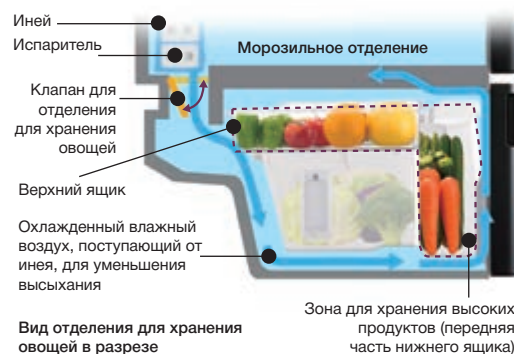 Иней
Испаритель
Морозильное отделение
Клапан для
отделения
для хранения
овощей
Верхний ящик
Охлажденный влажный
воздух, поступающий от
инея, для уменьшения
высыхания
Зона для хранения высоких
продуктов (передняя
часть нижнего ящика)
Вид отделения для хранения
овощей в разрезе